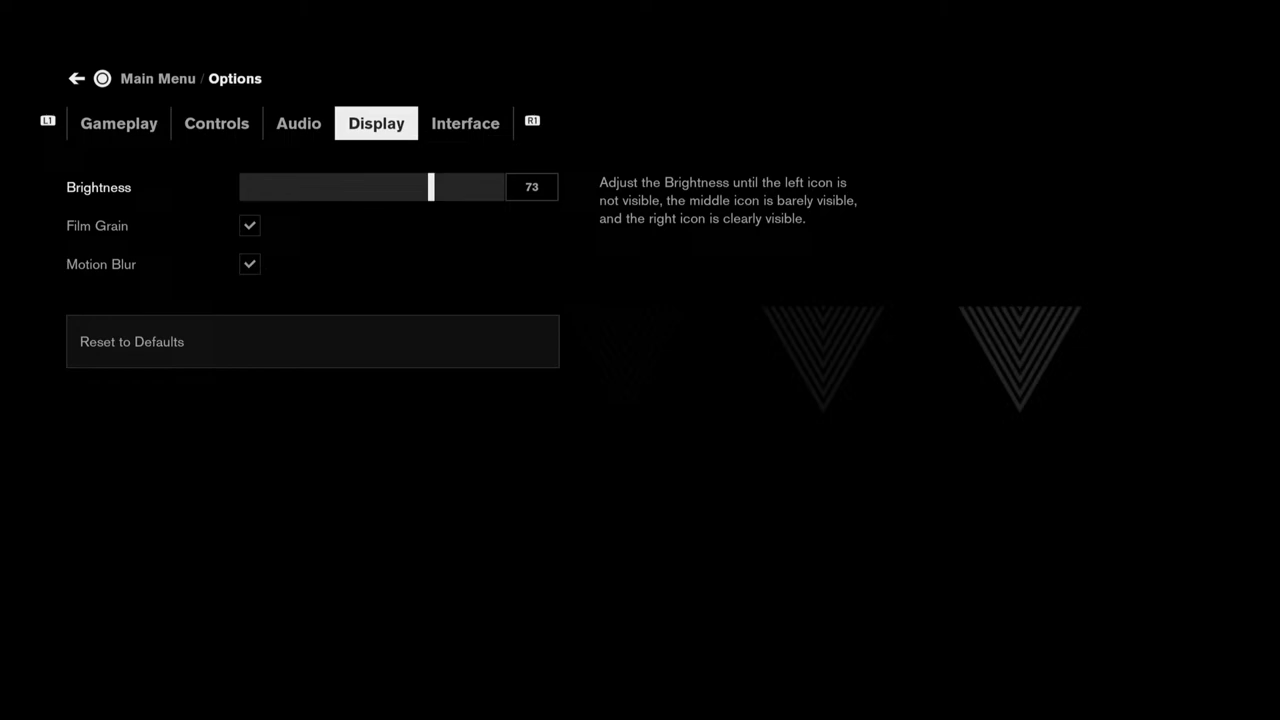 Main Menu / Options
L1 Gameplay Controls Audio Display Interface R1
Brightness 73
Film Grain
Motion Blur
Reset to Defaults
Adjust the Brightness until the left icon is
not visible, the middle icon is barely visible,
and the right icon is clearly visible.